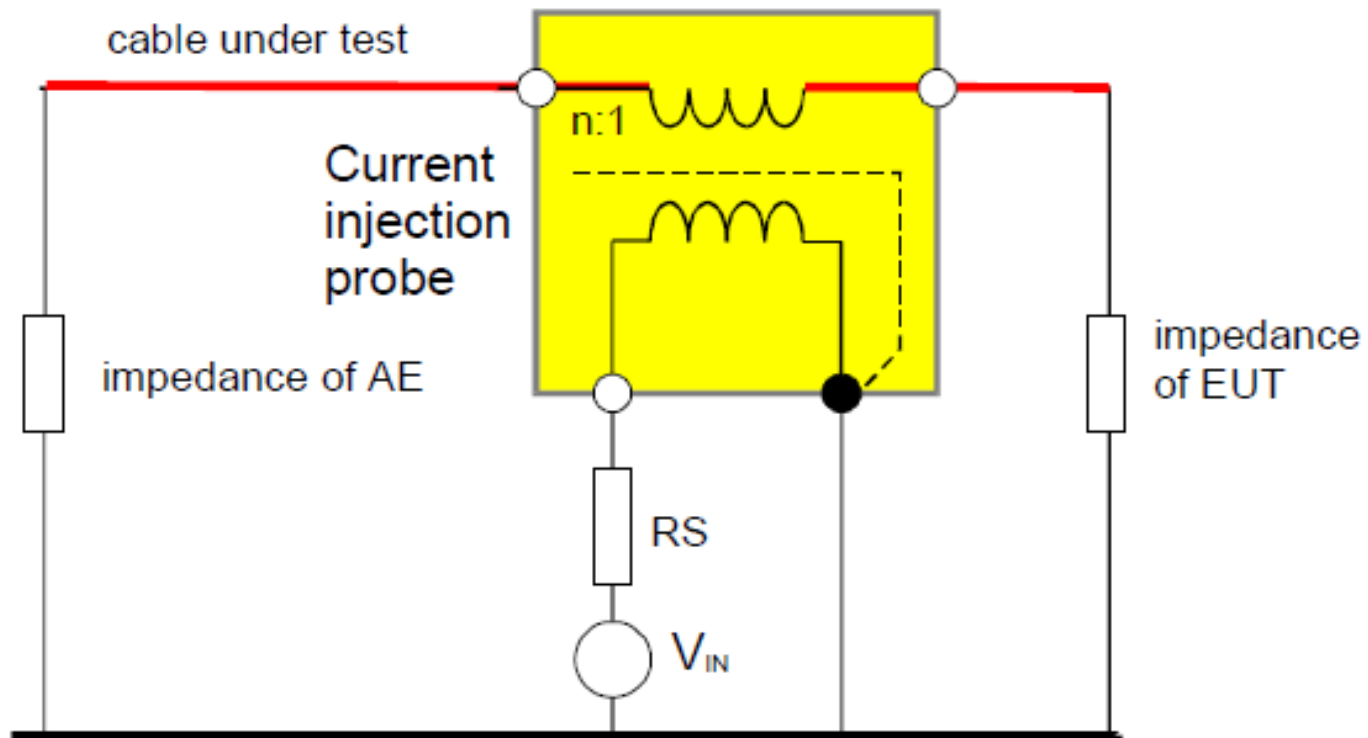 cable under test
n:1
Current
injection
probe
impedance of AE
impedance
of EUT
RS
VIN